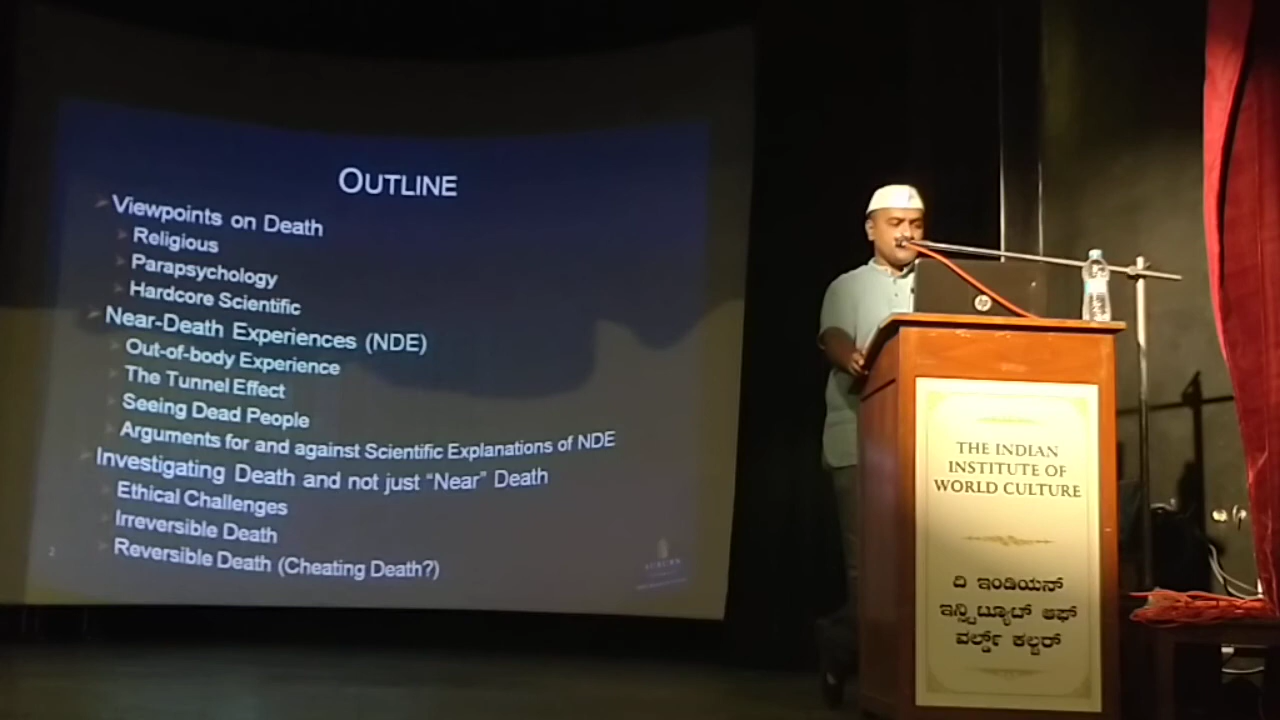 OUTLINE
Viewpoints on Death
Religious
Parapsychology
Hardcore Scientific
Near-Death Experiences (NDE)
Out-of-body Experience
The Tunnel Effect
Seeing Dead People
Arguments for and against Scientific Explanations of NDE
Investigating Death and not just “Near” Death
Ethical Challenges
Irreversible Death
Reversible Death (Cheating Death?)
2
AUBURN
hp
THE INDIAN
INSTITUTE OF
WORLD CULTURE
ದಿ ಇಂಡಿಯನ್
ಇನ್ಸ್ಟಿಟ್ಯೂಟ್ ಆಫ್
ವರ್ಲ್ಡ್ ಕಲ್ಚರ್